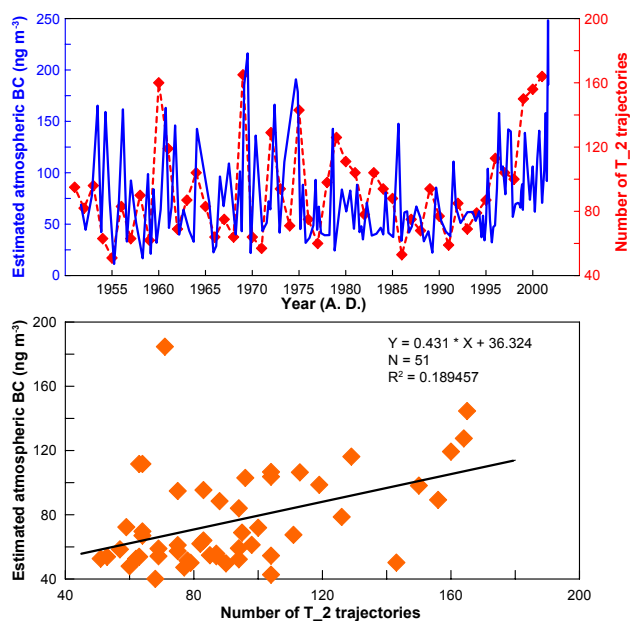 Estimated atmospheric BC (ng m⁻³)
250
200
150
100
50
0
200
160
120
80
40
Number of T_2 trajectories
1955 1960 1965 1970 1975 1980 1985 1990 1995 2000
Year (A. D.)
Estimated atmospheric BC (ng m⁻³)
200
160
120
80
40
Y = 0.431 * X + 36.324
N = 51
R² = 0.189457
40 80 120 160 200
Number of T_2 trajectories